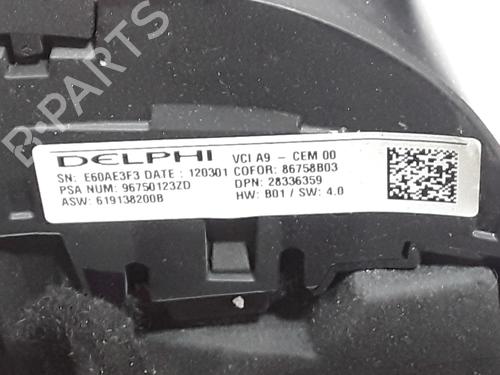 B-PARTS
DELPHI VCI A9 - CEM 00
SN: E60AE3F3 DATE : 120301 COFOR: 86758B03
PSA NUM: 96750123ZD DPN: 28336359
ASW: 619138200B HW: B01 / SW: 4.0